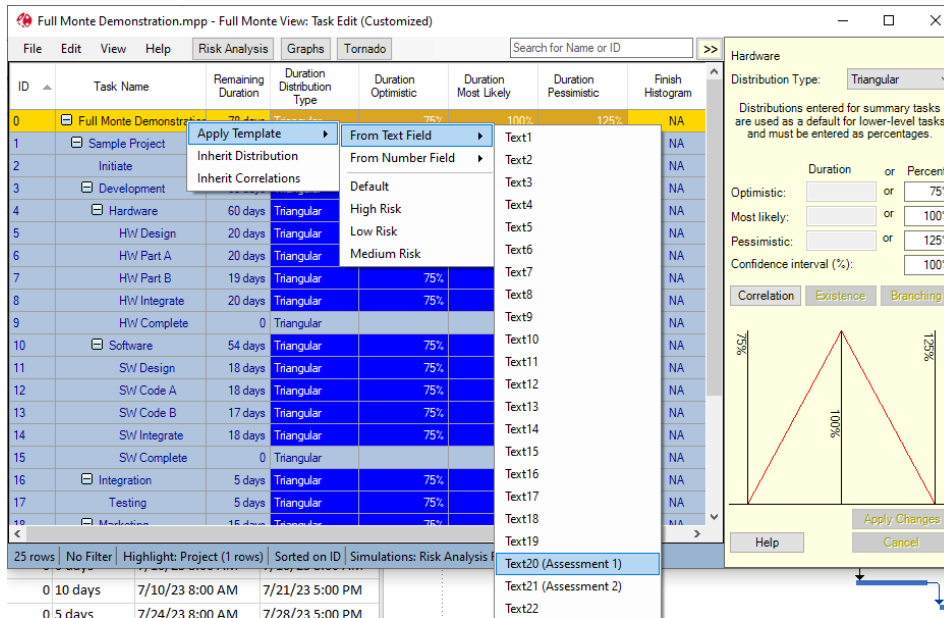 Full Monte Demonstration.mpp - Full Monte View: Task Edit (Customized)
File Edit View Help Risk Analysis Graphs Tornado Search for Name or ID >>
ID Task Name Remaining Duration Duration Distribution Type Duration Optimistic Duration Most Likely Duration Pessimistic Finish Histogram
0 Full Monte 75% 100% 125% NA
1 Sample Project NA
2 Initiate NA
3 Development NA
4 Hardware 60 days Triangular NA
5 HW Design 20 days Triangular NA
6 HW Part A 20 days Triangular NA
7 HW Part B 19 days Triangular 75% NA
8 HW Integrate 20 days Triangular 75% NA
9 HW Complete 0 Triangular NA
10 Software 54 days Triangular 75% NA
11 SW Design 18 days Triangular 75% NA
12 SW Code A 18 days Triangular 75% NA
13 SW Code B 17 days Triangular 75% NA
14 SW Integrate 18 days Triangular 75% NA
15 SW Complete 0 Triangular NA
16 Integration 5 days Triangular 75% NA
17 Testing 5 days Triangular 75% NA
Apply Template
Inherit Distribution
Inherit Correlations
From Text Field
From Number Field
Default
High Risk
Low Risk
Medium Risk
Text1
Text2
Text3
Text4
Text5
Text6
Text7
Text8
Text9
Text10
Text11
Text12
Text13
Text14
Text15
Text16
Text17
Text18
Text19
Text20 (Assessment 1)
Text21 (Assessment 2)
Text22
25 rows No Filter Highlight: Project (1 rows) Sorted on ID Simulations: Risk Analysis
0 10 days 7/10/23 8:00 AM 7/21/23 5:00 PM
0 5 days 7/24/23 8:00 AM 7/28/23 5:00 PM
Hardware
Distribution Type: Triangular
Distributions entered for summary tasks
are used as a default for lower-level tasks
and must be entered as percentages.
Duration or Percent
Optimistic: or 75%
Most likely: or 100%
Pessimistic: or 125%
Confidence interval (%): 100%
Correlation Existence Branching
75%
100%
125%
Apply Changes
Help Cancel